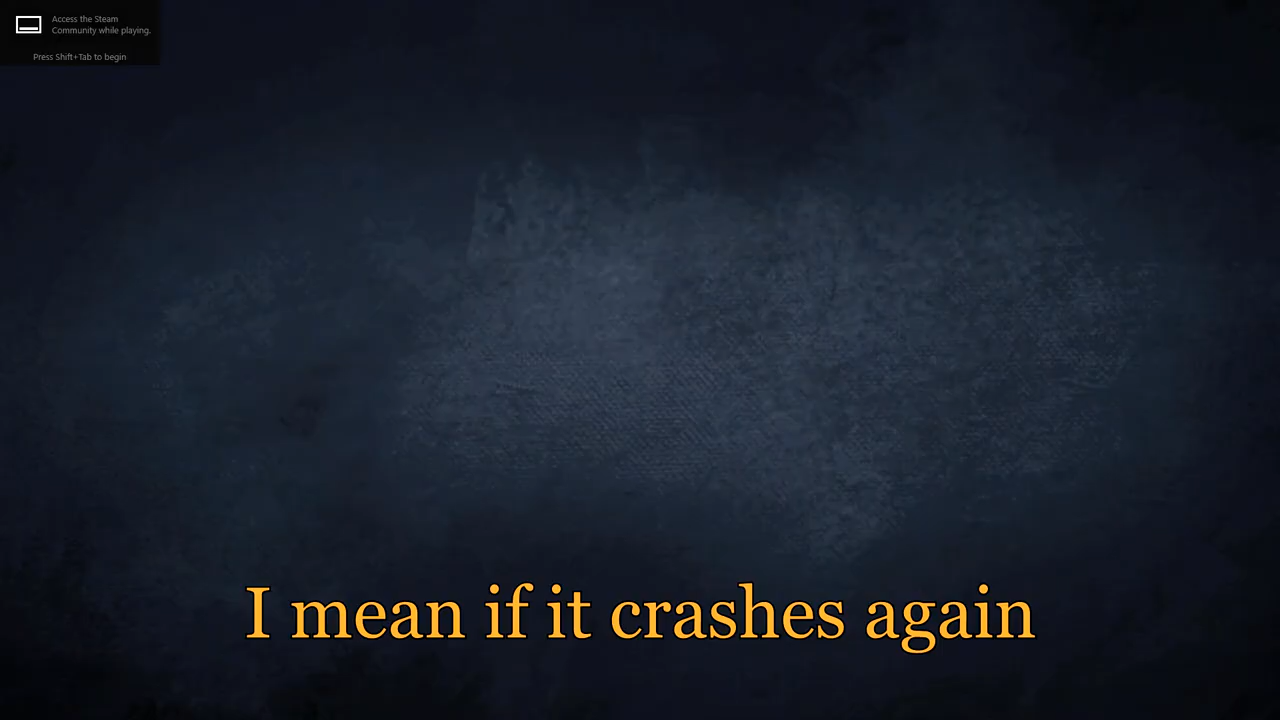 Access the Steam
Community while playing.
Press Shift+Tab to begin
I mean if it crashes again